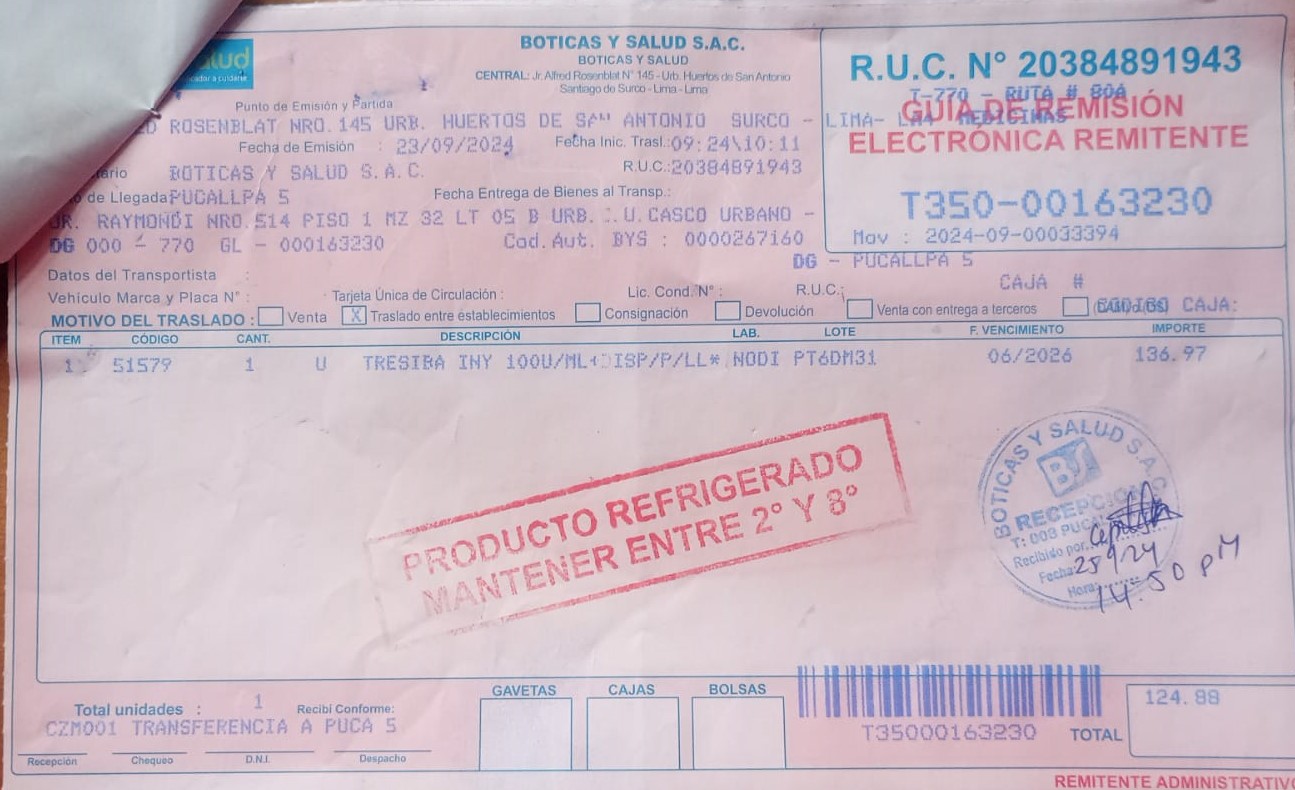 BOTICAS Y SALUD S.A.C.
BOTICAS Y SALUD
CENTRAL: Jr. Alfred Rosenblat N° 145 - Urb. Huertos de San Antonio
Santiago de Surco - Lima - Lima
R.U.C. N° 20384891943
T-770 - RUTA # 80A
GUÍA DE REMISIÓN
ELECTRÓNICA REMITENTE
T350-00163230
Mov : 2024-09-00033394
Punto de Emisión y Partida
ROSENBLAT NRO.145 URB. HUERTOS DE SAN ANTONIO SURCO - LIMA- MEDICINAS
Fecha de Emisión : 23/09/2024 Fecha Inic. Trasl.:09:24\10:11
BOTICAS Y SALUD S.A.C. R.U.C.:20384891943
de Llegada PUCALLPA 5 Fecha Entrega de Bienes al Transp.:
JR. RAYMONDI NRO.514 PISO 1 MZ 32 LT 05 B URB. C.U.CASCO URBANO -
DG 000 - 770 GL - 000163230 Cod.Aut. BYS : 0000267160
DG - PUCALLPA 5
Datos del Transportista :
CAJA #
Vehículo Marca y Placa N° : Tarjeta Única de Circulación : Lic. Cond. N° : R.U.C.:
MOTIVO DEL TRASLADO : Venta X Traslado entre establecimientos Consignación Devolución Venta con entrega a terceros CODIGO CAJA:
ITEM CÓDIGO CANT. DESCRIPCIÓN LAB. LOTE F. VENCIMIENTO IMPORTE
1 51579 1 U TRESIBA INY 100U/ML+DISP/P/LL* NODI PT6DM31 06/2026 136.97
PRODUCTO REFRIGERADO
MANTENER ENTRE 2° Y 8°
BOTICAS Y SALUD S.A.C.
BS
RECEPCION
T: 003
Recibido por:
Fecha: 25/9/24
Hora: 14:50 PM
Total unidades : 1 Recibí Conforme:
CZM001 TRANSFERENCIA A PUCA 5
Recepción Chequeo D.N.I. Despacho
GAVETAS CAJAS BOLSAS
T35000163230
TOTAL 124.88
REMITENTE ADMINISTRATIVO